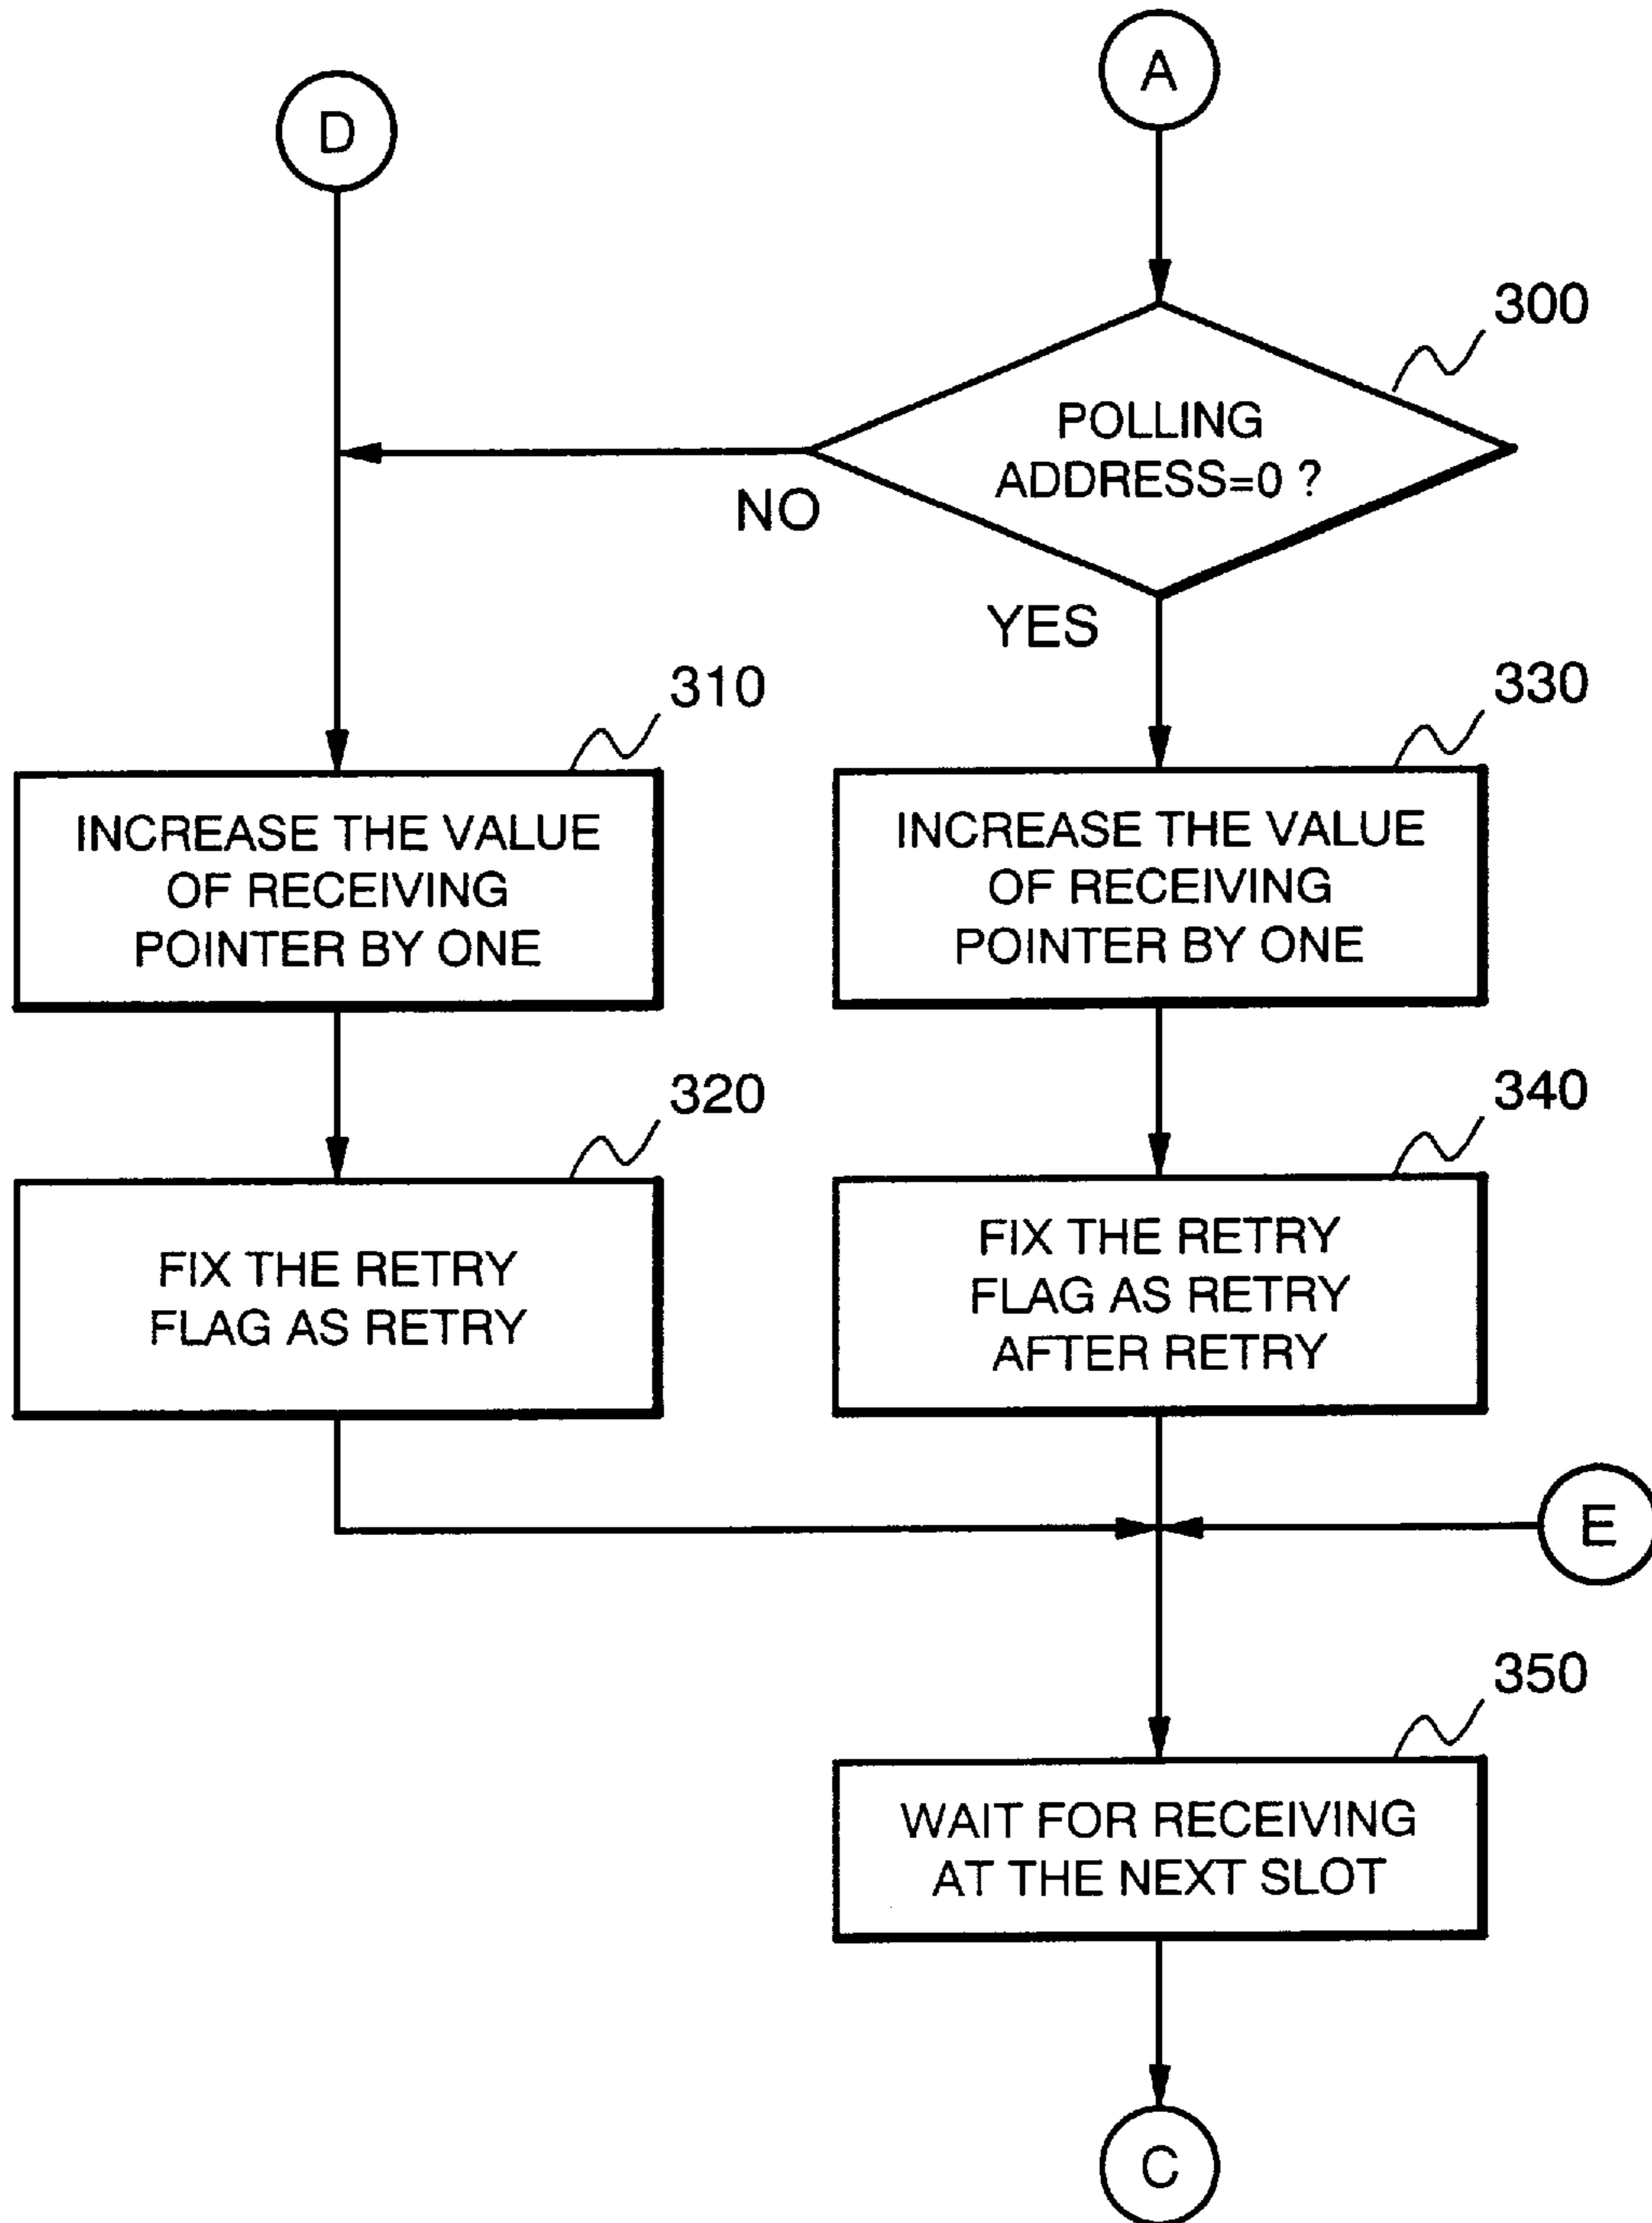 A
D
300
POLLING
ADDRESS=0 ?
NO
YES
310
INCREASE THE VALUE
OF RECEIVING
POINTER BY ONE
330
INCREASE THE VALUE
OF RECEIVING
POINTER BY ONE
320
FIX THE RETRY
FLAG AS RETRY
340
FIX THE RETRY
FLAG AS RETRY
AFTER RETRY
E
350
WAIT FOR RECEIVING
AT THE NEXT SLOT
C